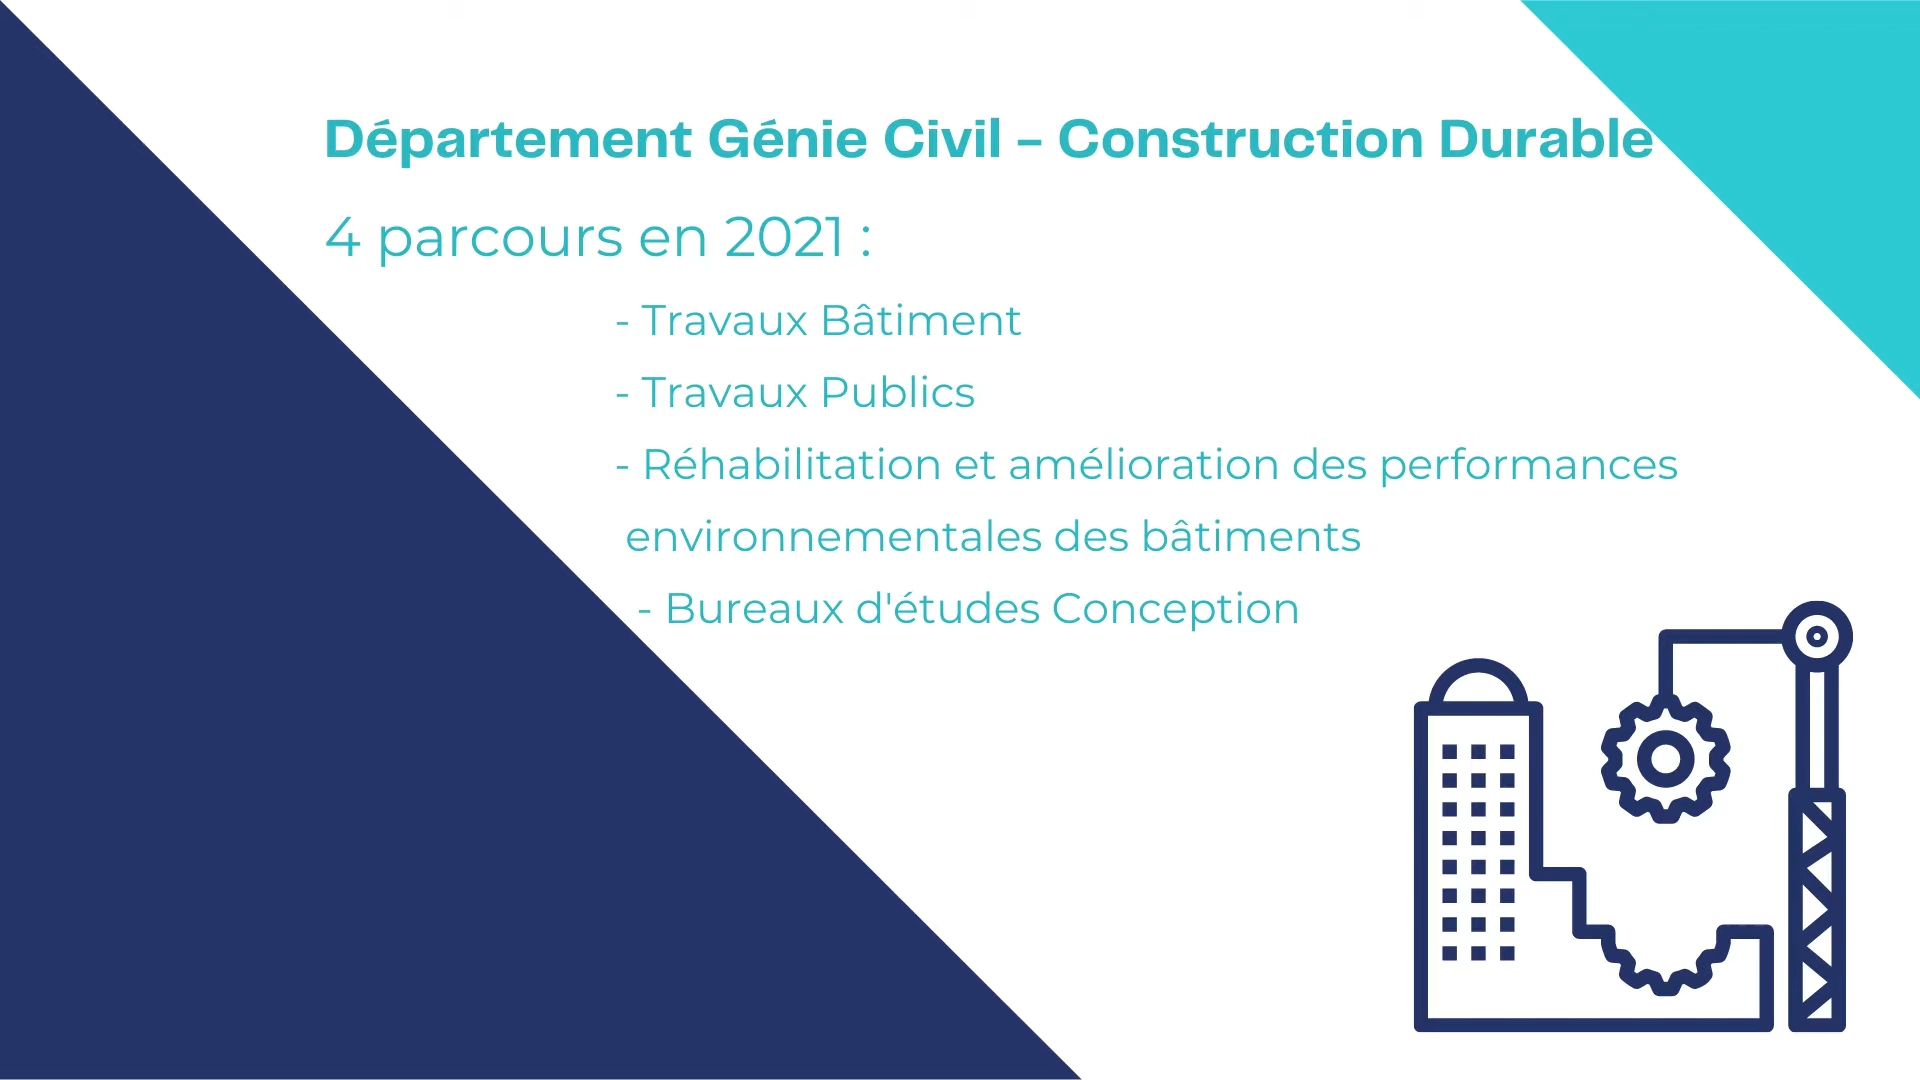 Département Génie Civil - Construction Durable
4 parcours en 2021 :
- Travaux Bâtiment
- Travaux Publics
- Réhabilitation et amélioration des performances
environnementales des bâtiments
- Bureaux d'études Conception